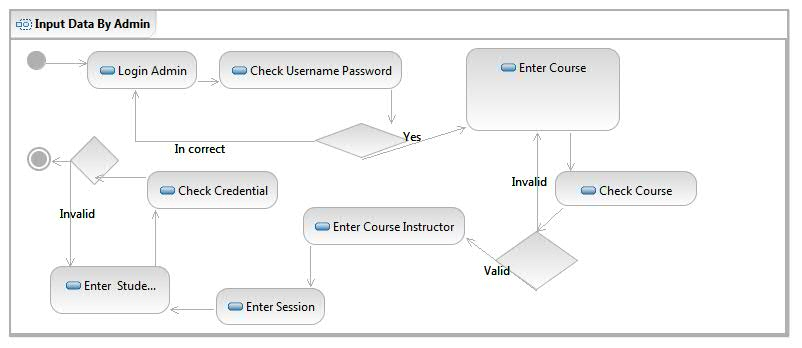 Input Data By Admin
Login Admin
Check Username Password
Enter Course
Yes
In correct
Check Credential
Invalid
Check Course
Invalid
Enter Course Instructor
Valid
Enter Stude...
Enter Session